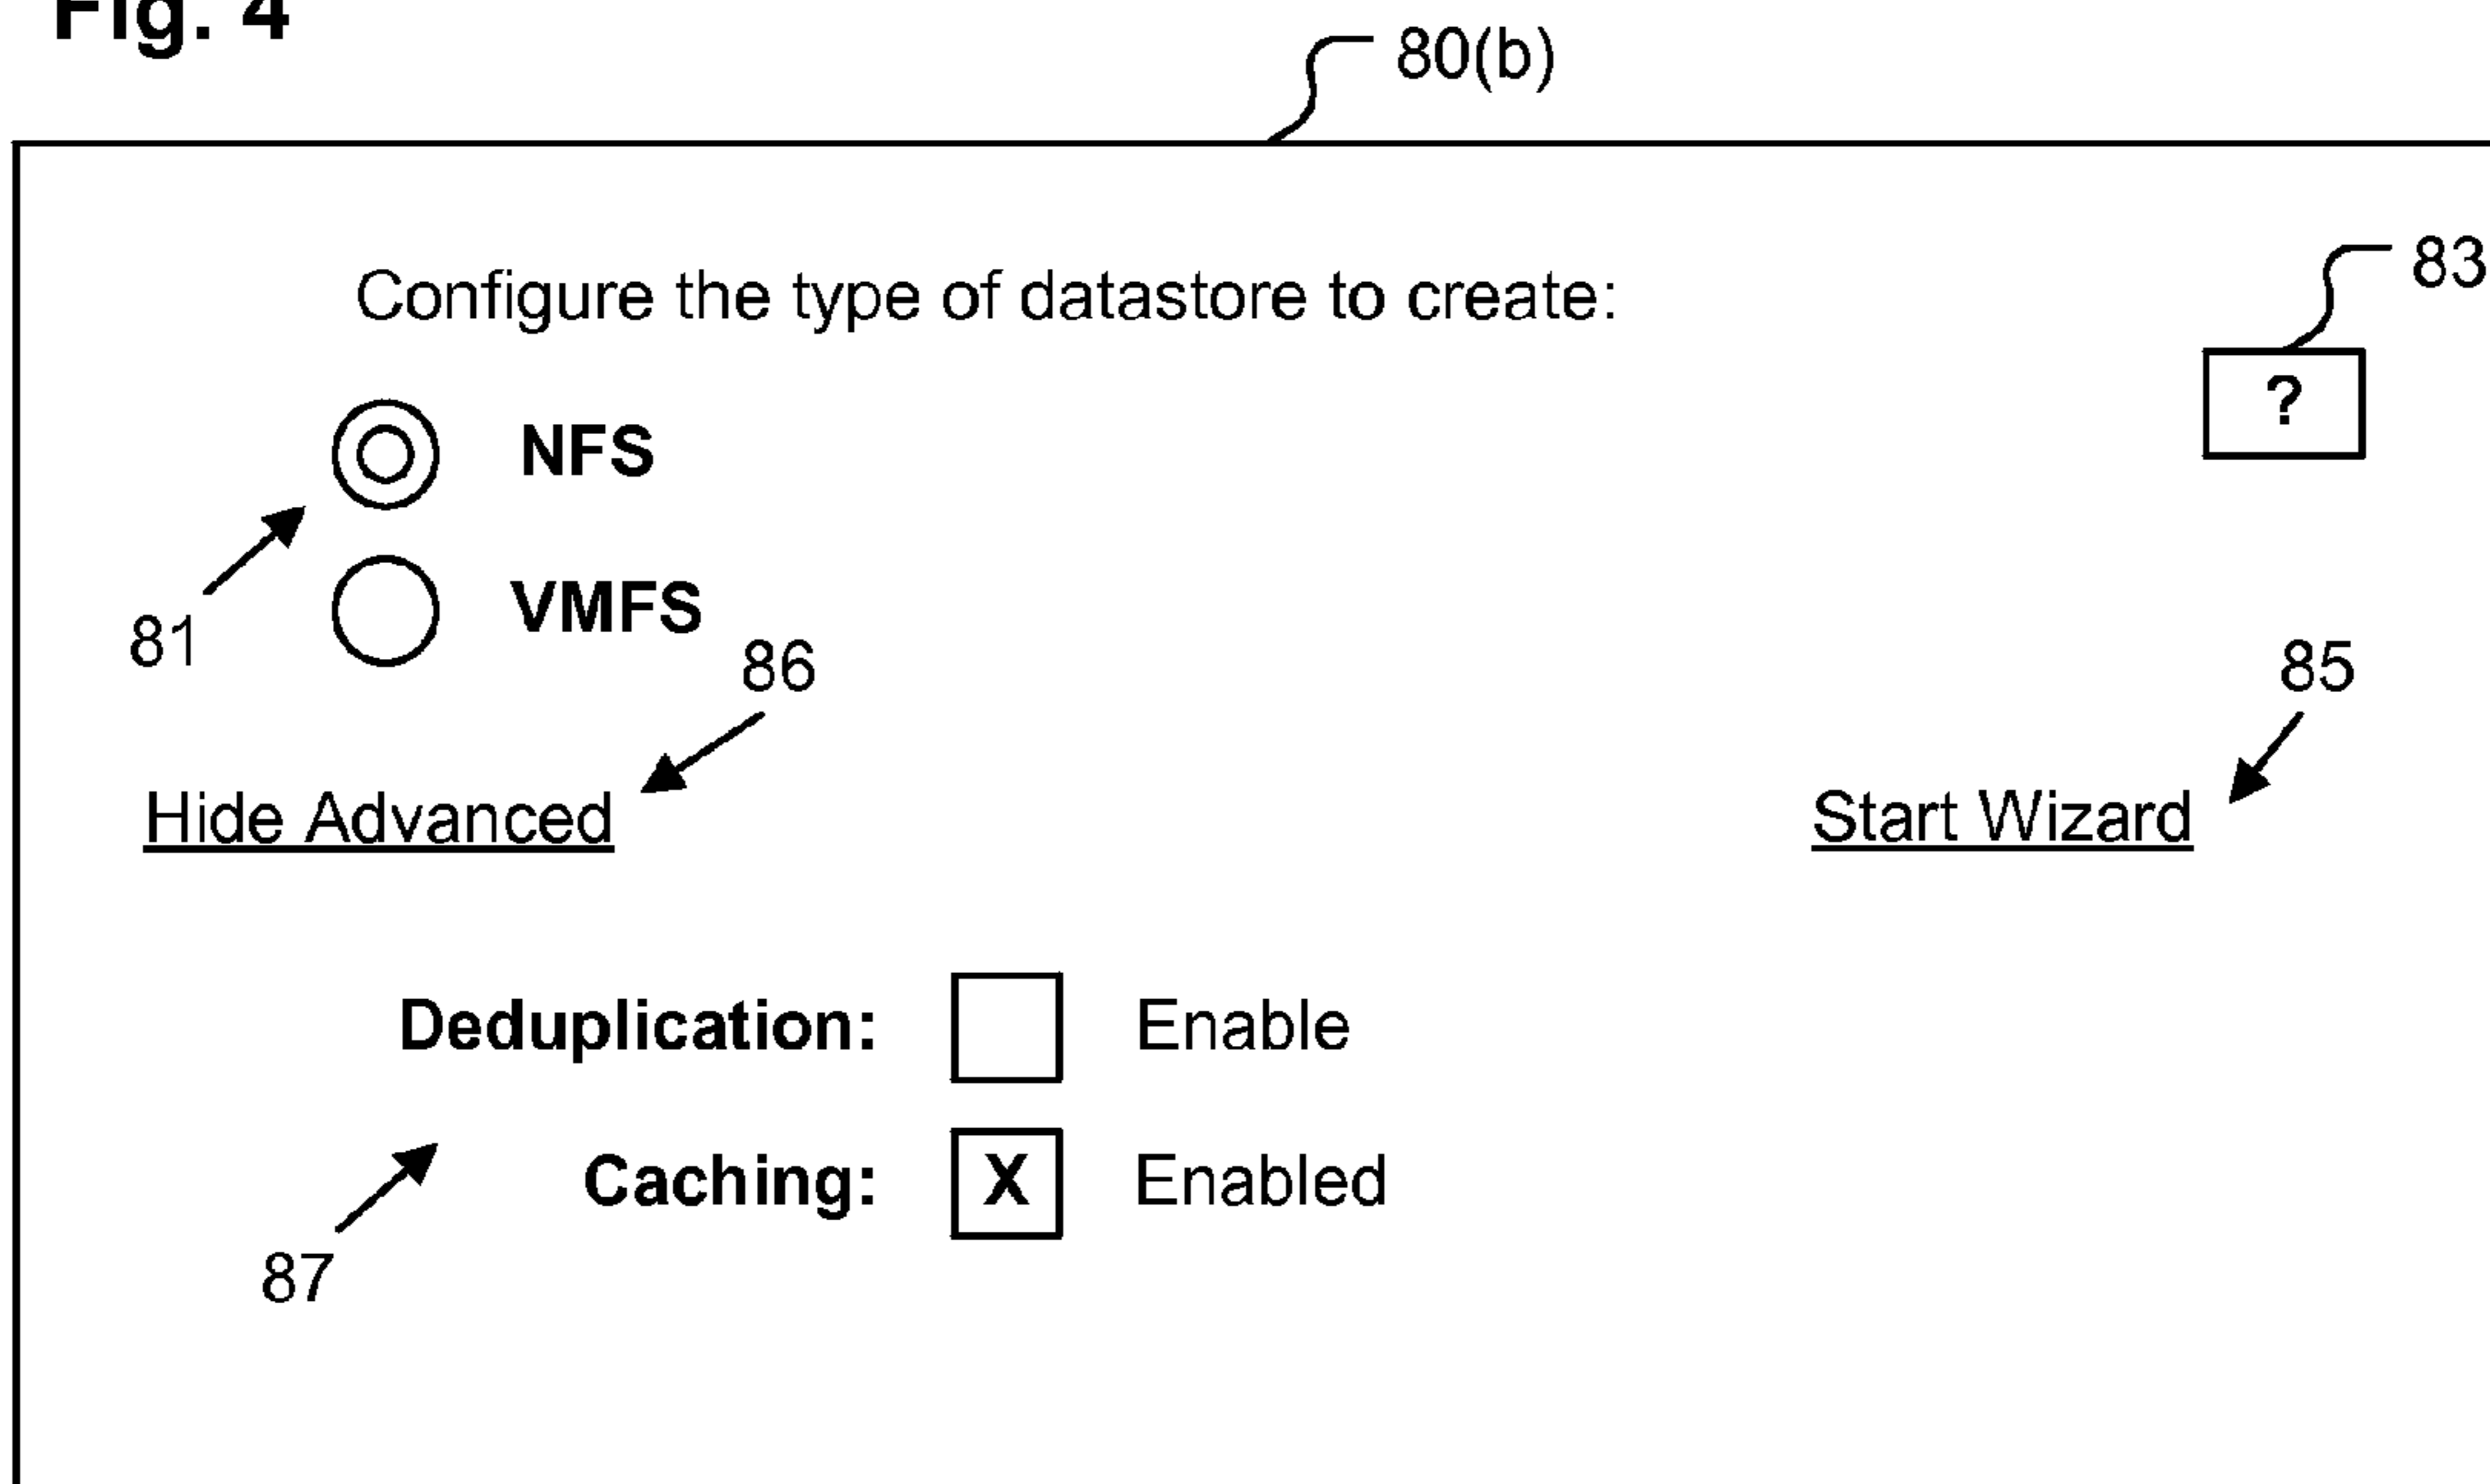 Fig. 4
80(b)
83
Configure the type of datastore to create:
?
NFS
VMFS
81
86
85
Hide Advanced
Start Wizard
Deduplication: Enable
Caching: X Enabled
87